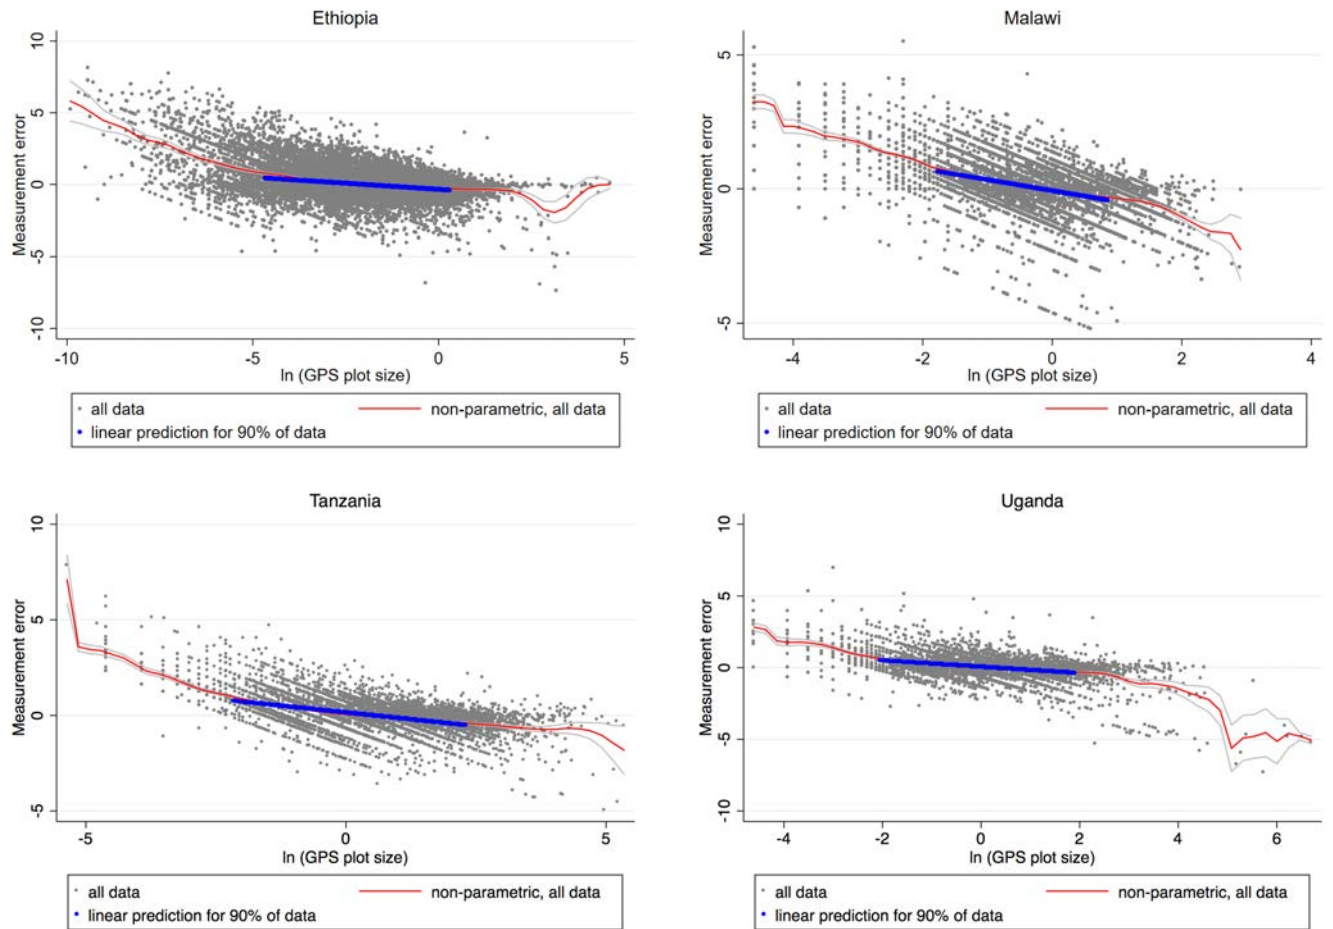 Ethiopia
10
5
0
-5
-10
Measurement error
-10 -5 0 5
ln (GPS plot size)
all data non-parametric, all data
linear prediction for 90% of data
Malawi
5
0
-5
Measurement error
-4 -2 0 2 4
ln (GPS plot size)
all data non-parametric, all data
linear prediction for 90% of data
Tanzania
10
5
0
-5
Measurement error
-5 0 5
ln (GPS plot size)
all data non-parametric, all data
linear prediction for 90% of data
Uganda
10
5
0
-5
-10
Measurement error
-4 -2 0 2 4 6
ln (GPS plot size)
all data non-parametric, all data
linear prediction for 90% of data